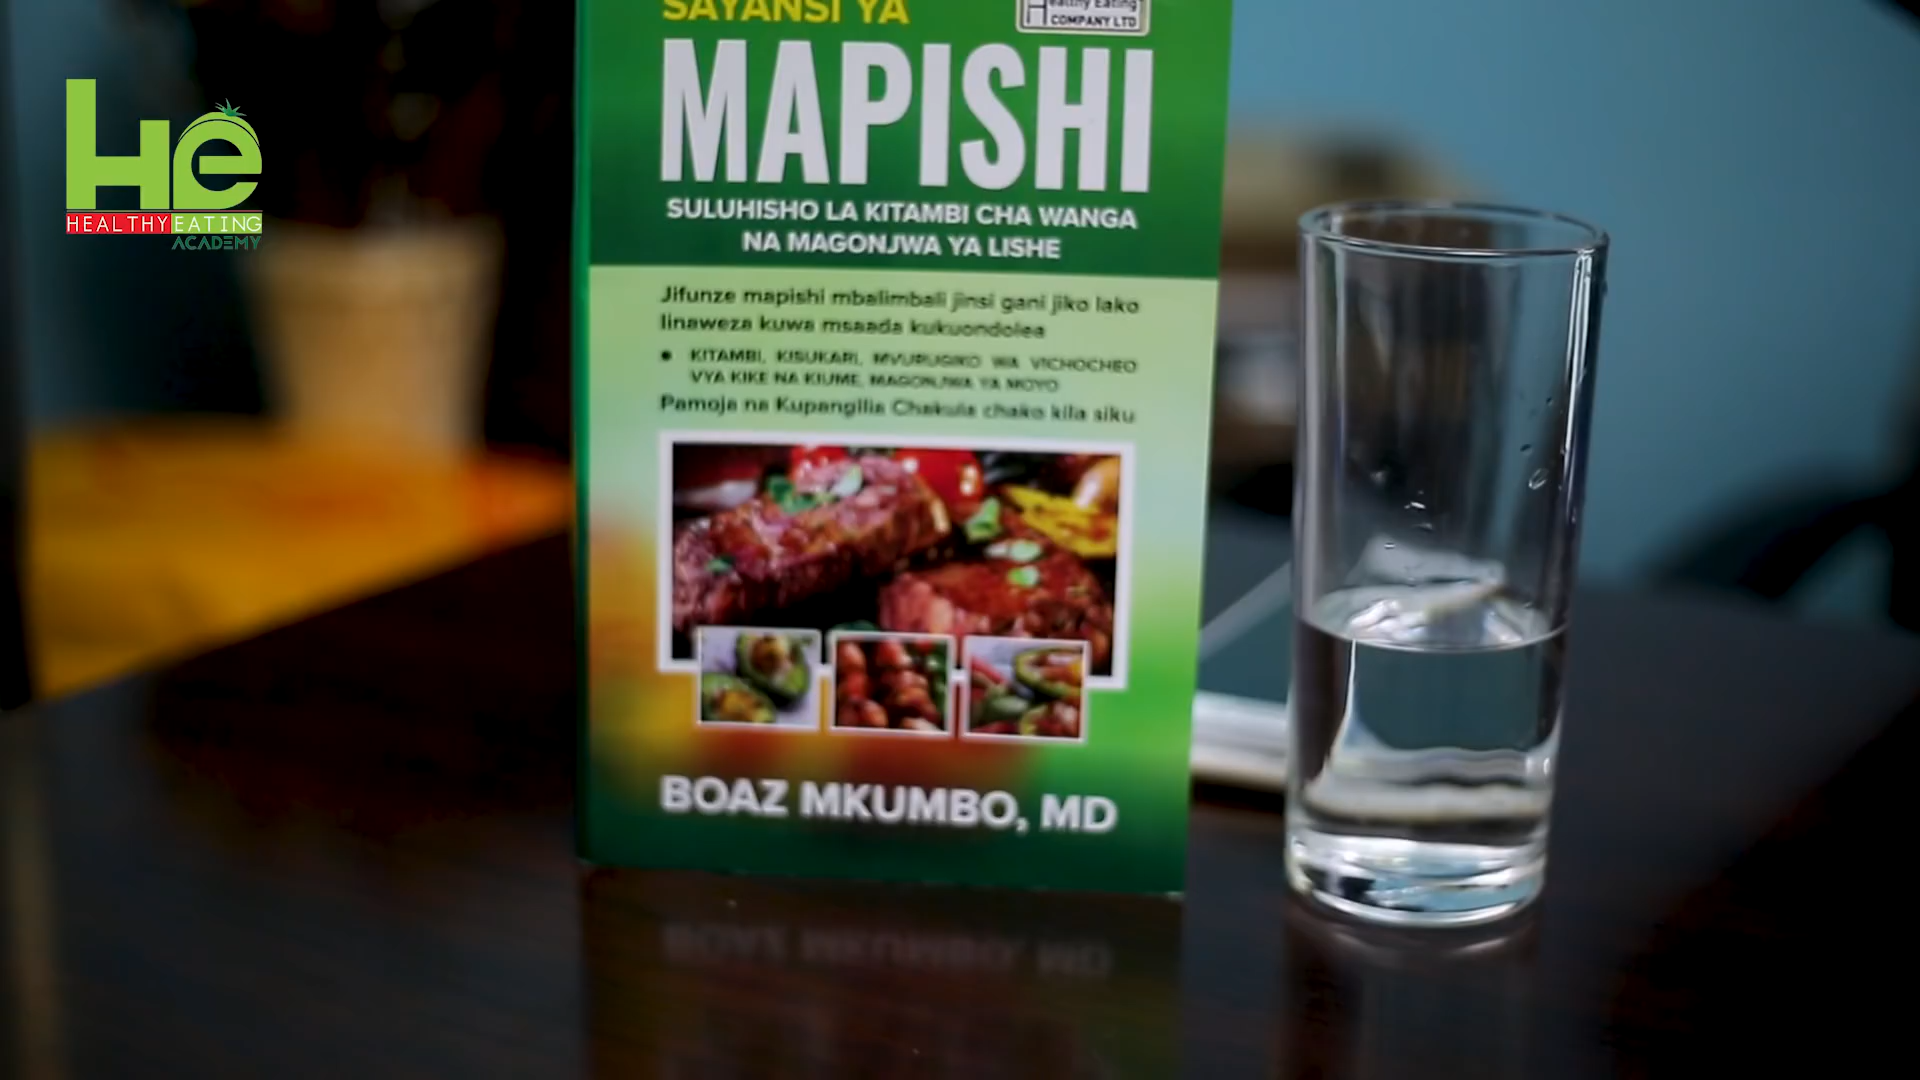 He
HEALTHY EATING
ACADEMY
SAYANSI YA
Healthy Eating
COMPANY LTD
MAPISHI
SULUHISHO LA KITAMBI CHA WANGA
NA MAGONJWA YA LISHE
Jifunze mapishi mbalimbali jinsi gani jiko lako
linaweza kuwa msaada kukuondolea
• KITAMBI, KISUKARI, MVURUGIKO WA VICHOCHEO
VYA KIKE NA KIUME, MAGONJWA YA MOYO
Pamoja na Kupangilia Chakula chako kila siku
BOAZ MKUMBO, MD